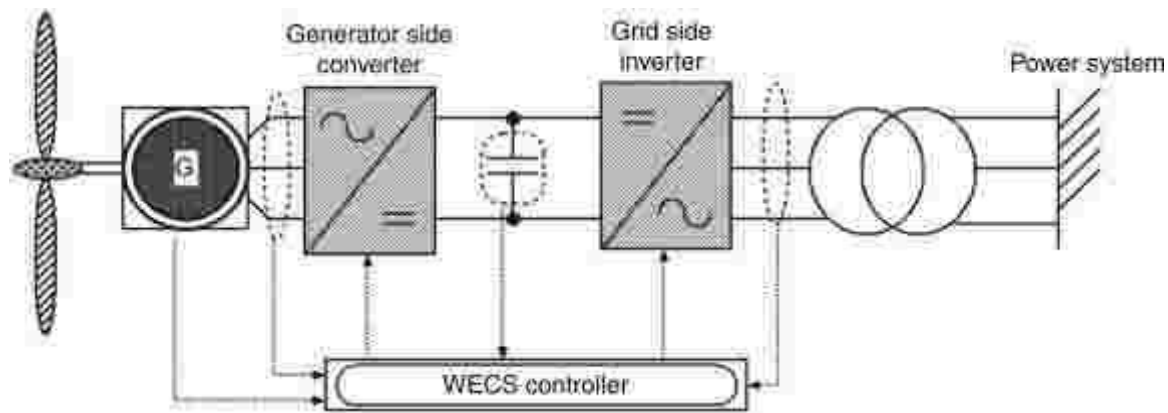 Generator side
converter
Grid side
inverter
Power system
G
WECS controller